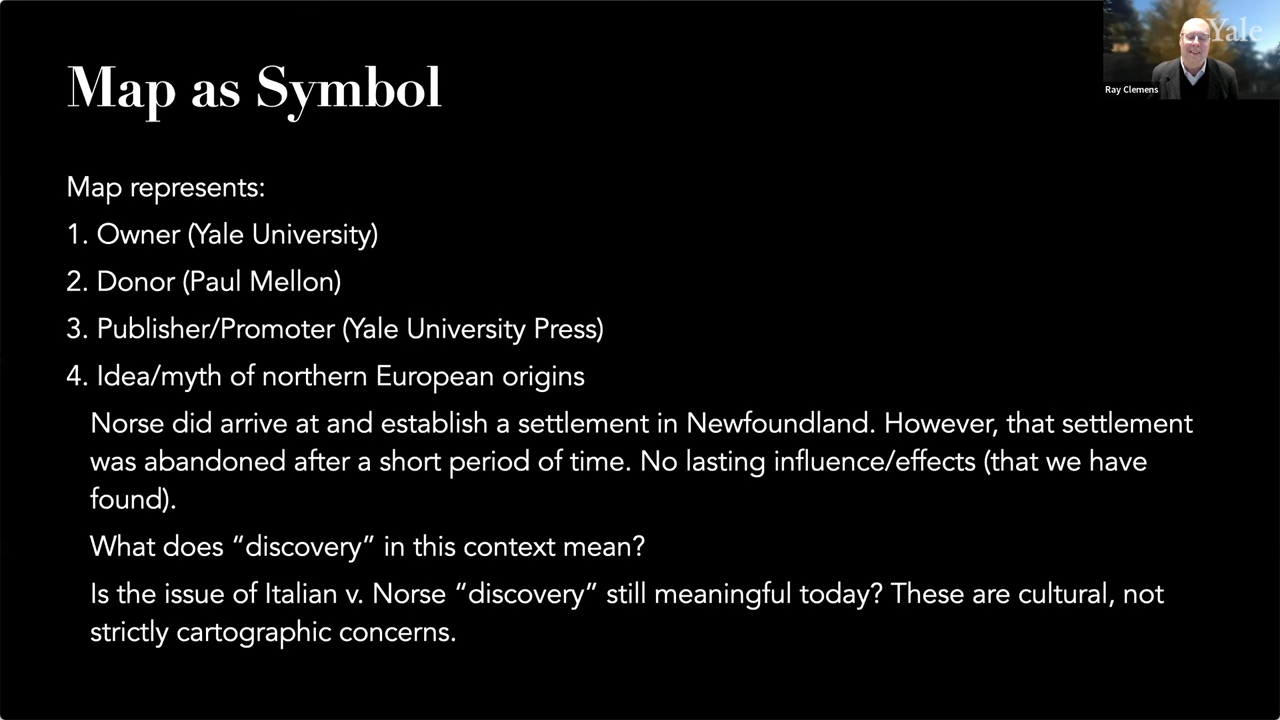 Map as Symbol
Yale
Ray Clemens
Map represents:
1. Owner (Yale University)
2. Donor (Paul Mellon)
3. Publisher/Promoter (Yale University Press)
4. Idea/myth of northern European origins
Norse did arrive at and establish a settlement in Newfoundland. However, that settlement
was abandoned after a short period of time. No lasting influence/effects (that we have
found).
What does “discovery” in this context mean?
Is the issue of Italian v. Norse “discovery” still meaningful today? These are cultural, not
strictly cartographic concerns.